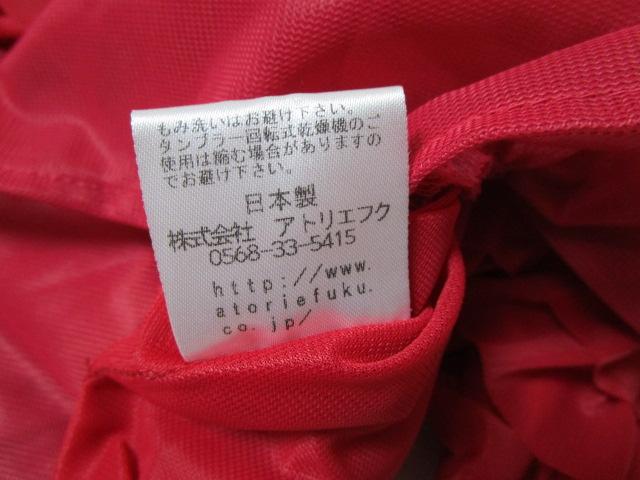 もみ洗いはお避け下さい。
タンブラー回転式乾燥機のご
使用は縮む場合がありますの
でお避け下さい。
日本製
株式会社 アトリエフク
0568-33-5415
http://www.
atoriefuku.
co.jp/